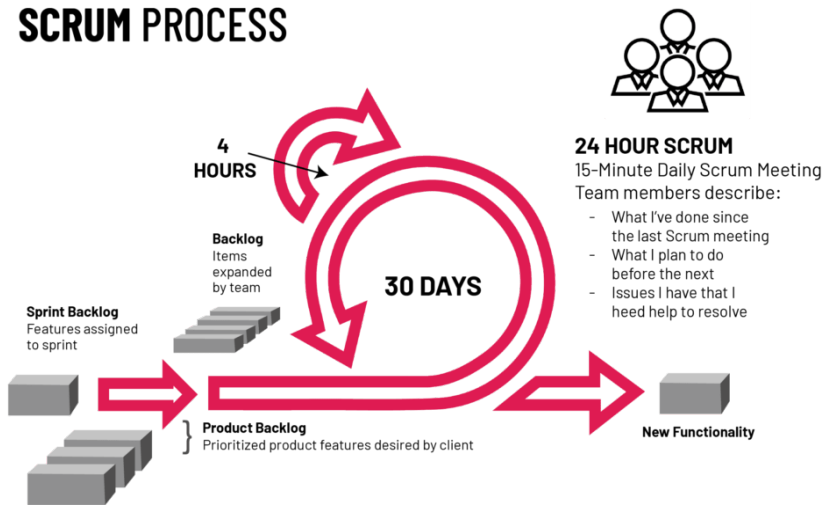 SCRUM PROCESS
4
HOURS
24 HOUR SCRUM
15-Minute Daily Scrum Meeting
Team members describe:
- What I've done since
the last Scrum meeting
- What I plan to do
before the next
- Issues I have that I
heed help to resolve
Backlog
Items
expanded
by team
30 DAYS
Sprint Backlog
Features assigned
to sprint
} Product Backlog
Prioritized product features desired by client
New Functionality